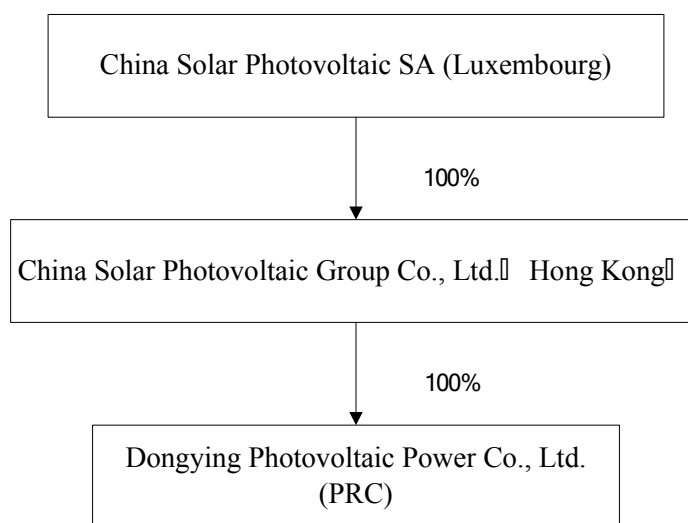 China Solar Photovoltaic SA (Luxembourg)
100%
China Solar Photovoltaic Group Co., Ltd.▯ Hong Kong▯
100%
Dongying Photovoltaic Power Co., Ltd.
(PRC)